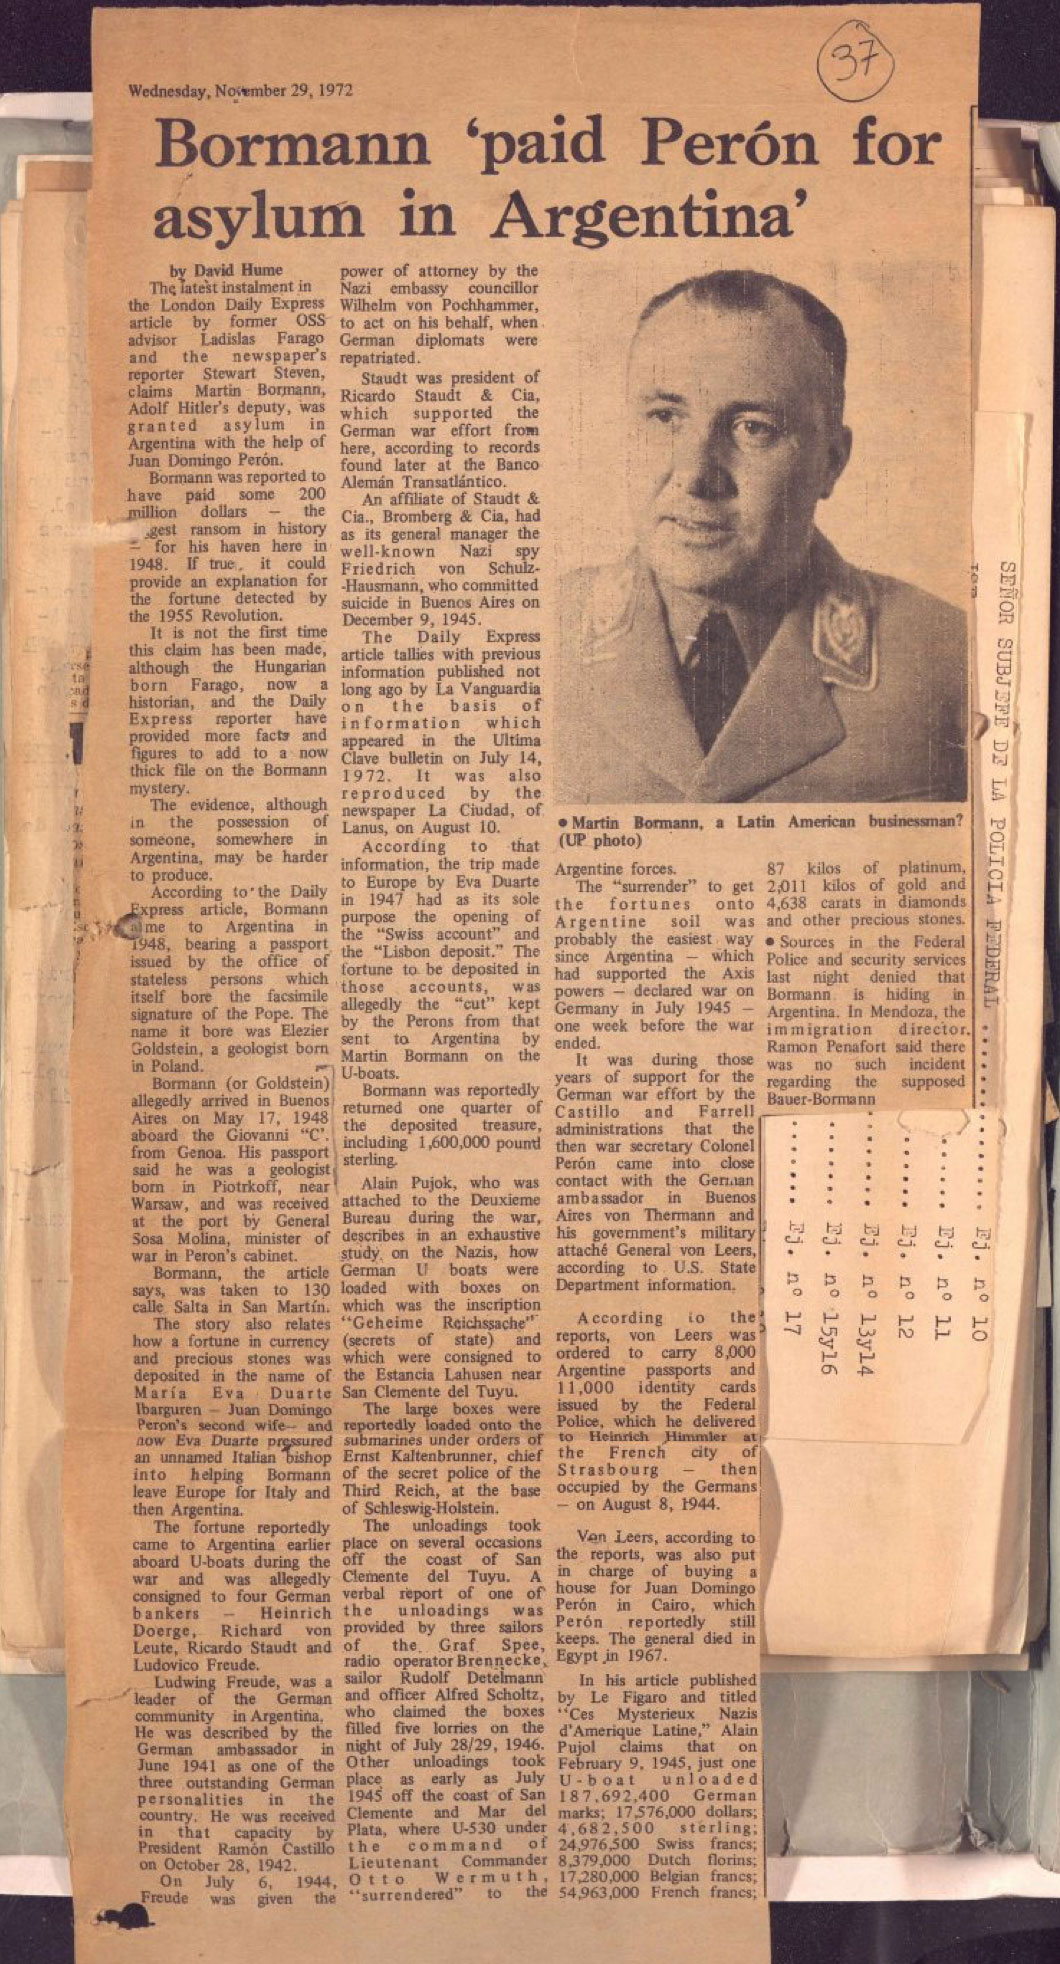 37
Wednesday, November 29, 1972
Bormann ‘paid Perón for
asylum in Argentina’
by David Hume
The latest instalment in
the London Daily Express
article by former OSS
advisor Ladislas Farago
and the newspaper's
reporter Stewart Steven,
claims Martin Bormann,
Adolf Hitler's deputy, was
granted asylum in
Argentina with the help of
Juan Domingo Perón.
Bormann was reported to
have paid some 200
million dollars — the
gest ransom in history
— for his haven here in
1948. If true, it could
provide an explanation for
the fortune detected by
the 1955 Revolution.
It is not the first time
this claim has been made,
although the Hungarian
born Farago, now a
historian, and the Daily
Express reporter have
provided more facts and
figures to add to a now
thick file on the Bormann
mystery.
The evidence, although
in the possession of
someone, somewhere in
Argentina, may be harder
to produce.
According to the Daily
Express article, Bormann
me to Argentina in
1948, bearing a passport
issued by the office of
stateless persons which
itself bore the facsimile
signature of the Pope. The
name it bore was Elezier
Goldstein, a geologist born
in Poland.
Bormann (or Goldstein)
allegedly arrived in Buenos
Aires on May 17, 1948
aboard the Giovanni "C'.
from Genoa. His passport
said he was a geologist
born in Piotrkoff, near
Warsaw, and was received
at the port by General
Sosa Molina, minister of
war in Peron's cabinet.
Bormann, the article
says, was taken to 130
calle Salta in San Martín.
The story also relates
how a fortune in currency
and precious stones was
deposited in the name of
María Eva Duarte
Ibarguren — Juan Domingo
Peron's second wife— and
now Eva Duarte pressured
an unnamed Italian bishop
into helping Bormann
leave Europe for Italy and
then Argentina.
The fortune reportedly
came to Argentina earlier
aboard U-boats during the
war and was allegedly
consigned to four German
bankers — Heinrich
Doerge, Richard von
Leute, Ricardo Staudt and
Ludovico Freude.
Ludwing Freude, was a
leader of the German
community in Argentina.
He was described by the
German ambassador in
June 1941 as one of the
three outstanding German
personalities in the
country. He was received
in that capacity by
President Ramón Castillo
on October 28, 1942.
On July 6, 1944,
Freude was given the
power of attorney by the
Nazi embassy councillor
Wilhelm von Pochhammer,
to act on his behalf, when
German diplomats were
repatriated.
Staudt was president of
Ricardo Staudt & Cia,
which supported the
German war effort from
here, according to records
found later at the Banco
Alemán Transatlántico.
An affiliate of Staudt &
Cia., Bromberg & Cia, had
as its general manager the
well-known Nazi spy
Friedrich von Schulz-
-Hausmann, who committed
suicide in Buenos Aires on
December 9, 1945.
The Daily Express
article tallies with previous
information published not
long ago by La Vanguardia
on the basis of
information which
appeared in the Ultima
Clave bulletin on July 14,
1972. It was also
reproduced by the
newspaper La Ciudad, of
Lanus, on August 10.
According to that
information, the trip made
to Europe by Eva Duarte
in 1947 had as its sole
purpose the opening of
the "Swiss account" and
the "Lisbon deposit." The
fortune to be deposited in
those accounts, was
allegedly the "cut" kept
by the Perons from that
sent to Argentina by
Martin Bormann on the
U-boats.
Bormann was reportedly
returned one quarter of
the deposited treasure,
including 1,600,000 pound
sterling.
Alain Pujok, who was
attached to the Deuxieme
Bureau during the war,
describes in an exhaustive
study on the Nazis, how
German U boats were
loaded with boxes on
which was the inscription
"Geheime Reichssache"
(secrets of state) and
which were consigned to
the Estancia Lahusen near
San Clemente del Tuyu.
The large boxes were
reportedly loaded onto the
submarines under orders of
Ernst Kaltenbrunner, chief
of the secret police of the
Third Reich, at the base
of Schleswig-Holstein.
The unloadings took
place on several occasions
off the coast of San
Clemente del Tuyu. A
verbal report of one of
the unloadings was
provided by three sailors
of the Graf Spee,
radio operator Brennecke,
sailor Rudolf Detelmann
and officer Alfred Scholtz,
who claimed the boxes
filled five lorries on the
night of July 28/29, 1946.
Other unloadings took
place as early as July
1945 off the coast of San
Clemente and Mar del
Plata, where U-530 under
the command of
Lieutenant Commander
Otto Wermuth,
"surrendered" to the
● Martin Bormann, a Latin American businessman?
(UP photo)
Argentine forces.
The "surrender" to get
the fortunes onto
Argentine soil was
probably the easiest way
since Argentina — which
had supported the Axis
powers — declared war on
Germany in July 1945 —
one week before the war
ended.
It was during those
years of support for the
German war effort by the
Castillo and Farrell
administrations that the
then war secretary Colonel
Perón came into close
contact with the German
ambassador in Buenos
Aires von Thermann and
his government's military
attaché General von Leers,
according to U.S. State
Department information.
According to the
reports, von Leers was
ordered to carry 8,000
Argentine passports and
11,000 identity cards
issued by the Federal
Police, which he delivered
to Heinrich Himmler at
the French city of
Strasbourg — then
occupied by the Germans
— on August 8, 1944.
Von Leers, according to
the reports, was also put
in charge of buying a
house for Juan Domingo
Perón in Cairo, which
Perón reportedly still
keeps. The general died in
Egypt in 1967.
In his article published
by Le Figaro and titled
"Ces Mysterieux Nazis
d'Amerique Latine," Alain
Pujol claims that on
February 9, 1945, just one
U-boat unloaded
187,692,400 German
marks; 17,576,000 dollars;
4,682,500 sterling;
24,976,500 Swiss francs;
8,379,000 Dutch florins;
17,280,000 Belgian francs;
54,963,000 French francs;
87 kilos of platinum,
2,011 kilos of gold and
4,638 carats in diamonds
and other precious stones.
● Sources in the Federal
Police and security services
last night denied that
Bormann is hiding in
Argentina. In Mendoza, the
immigration director,
Ramon Penafort said there
was no such incident
regarding the supposed
Bauer-Bormann
SEÑOR SUBJEFE DE LA POLICIA FEDERAL
Ej. nº 10
Ej. nº 11
Ej. nº 12
Ej. nº 13y14
Ej. nº 15y16
Ej. nº 17